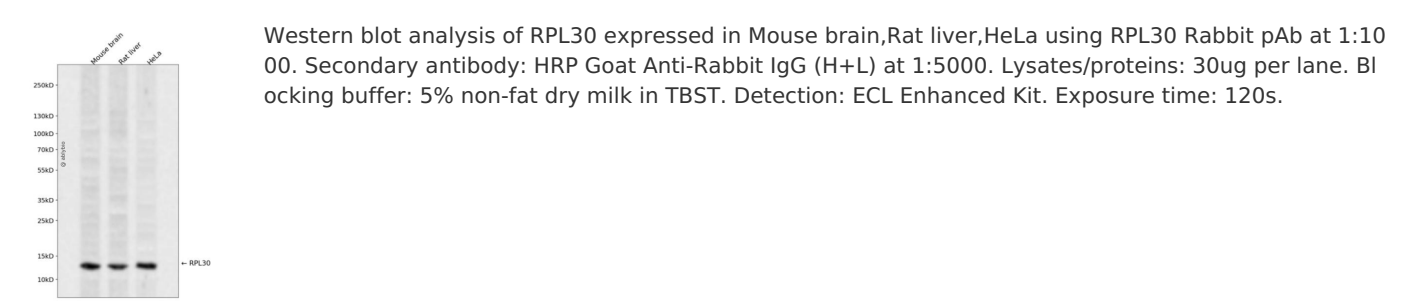 Mouse brain
Rat liver
HeLa
250kD
130kD
100kD
70kD
55kD
35kD
25kD
15kD
10kD
← RPL30
Western blot analysis of RPL30 expressed in Mouse brain,Rat liver,HeLa using RPL30 Rabbit pAb at 1:10
00. Secondary antibody: HRP Goat Anti-Rabbit IgG (H+L) at 1:5000. Lysates/proteins: 30ug per lane. Bl
ocking buffer: 5% non-fat dry milk in TBST. Detection: ECL Enhanced Kit. Exposure time: 120s.